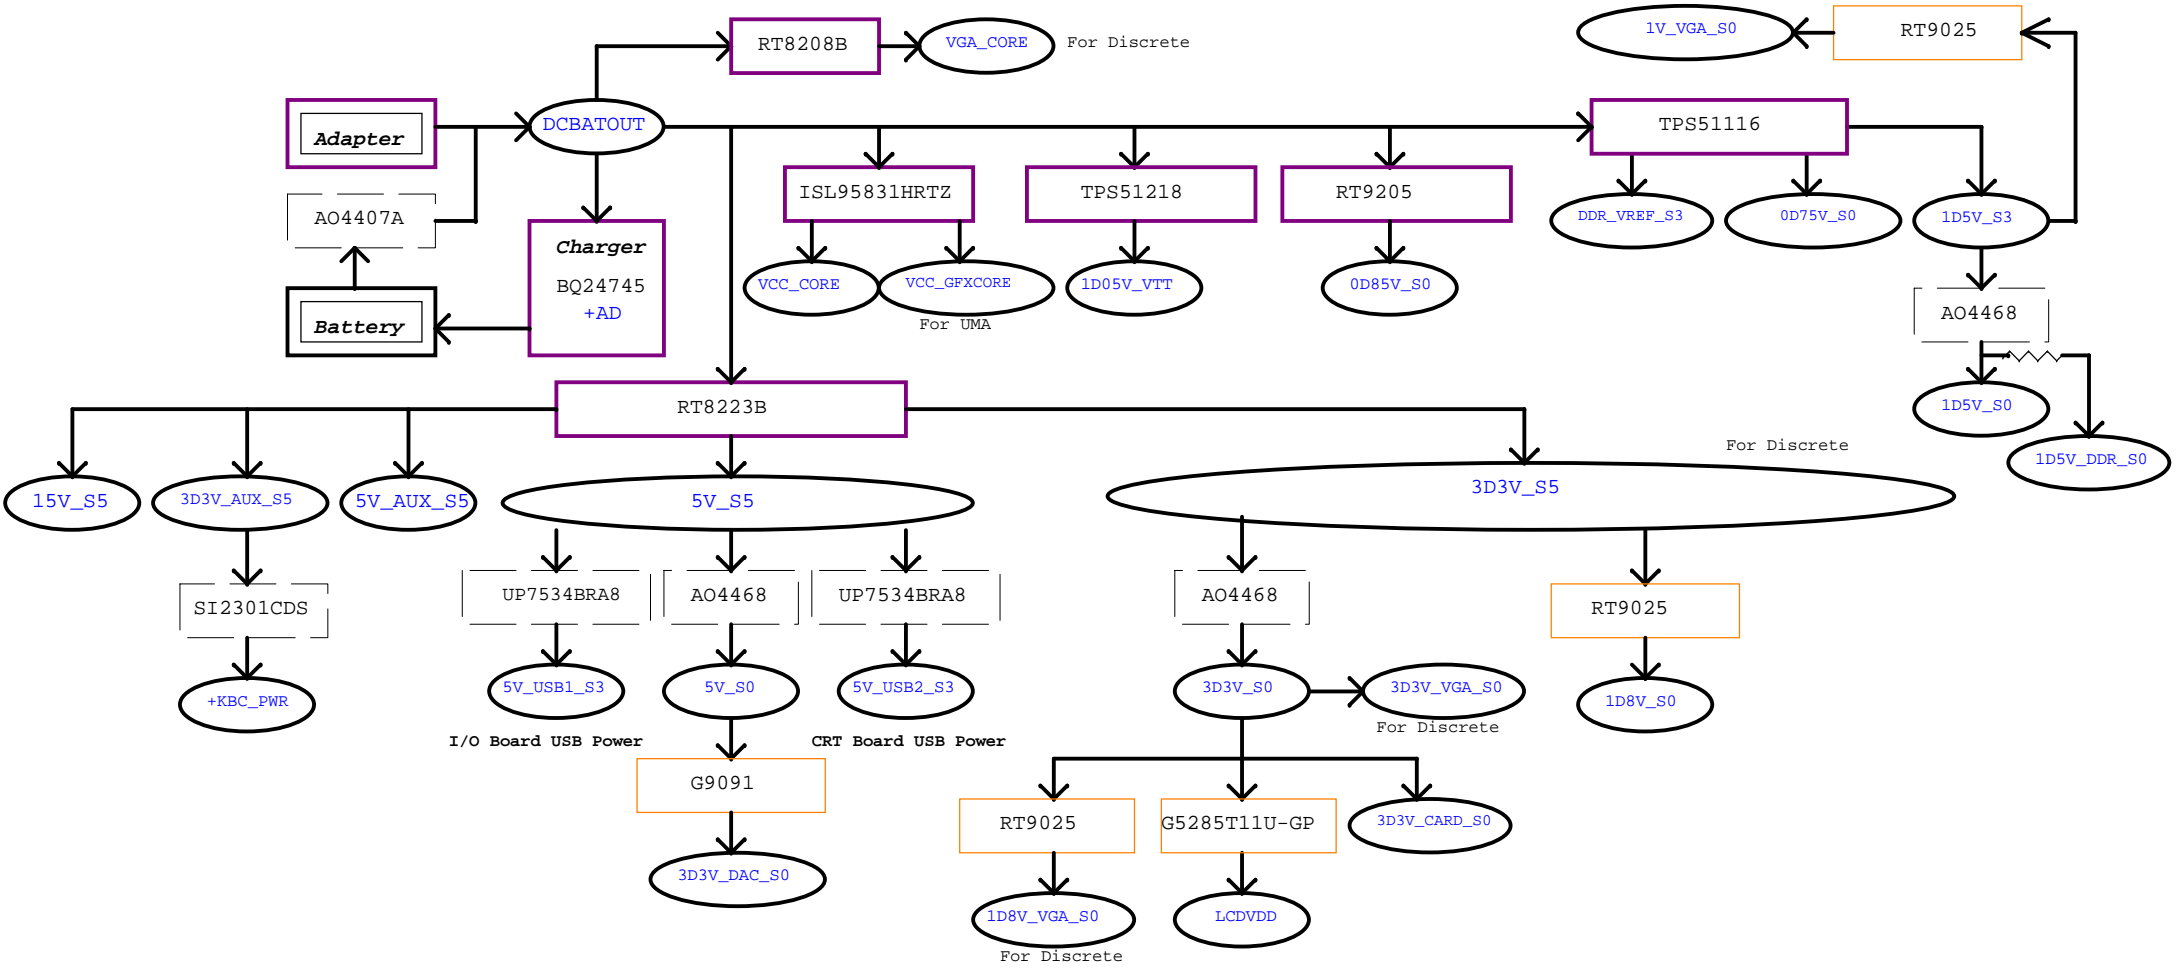 1V_VGA_S0
RT9025
RT8208B
VGA_CORE
For Discrete
Adapter
DCBATOUT
TPS51116
AO4407A
ISL95831HRTZ
TPS51218
RT9205
DDR_VREF_S3
0D75V_S0
1D5V_S3
Charger
BQ24745
+AD
VCC_CORE
VCC_GFXCORE
1D05V_VTT
0D85V_S0
For UMA
Battery
AO4468
RT8223B
1D5V_S0
For Discrete
1D5V_DDR_S0
15V_S5
3D3V_AUX_S5
5V_AUX_S5
5V_S5
3D3V_S5
SI2301CDS
UP7534BRA8
AO4468
UP7534BRA8
AO4468
RT9025
+KBC_PWR
5V_USB1_S3
5V_S0
5V_USB2_S3
3D3V_S0
3D3V_VGA_S0
1D8V_S0
For Discrete
I/O Board USB Power
CRT Board USB Power
G9091
RT9025
G5285T11U-GP
3D3V_CARD_S0
3D3V_DAC_S0
1D8V_VGA_S0
LCDVDD
For Discrete